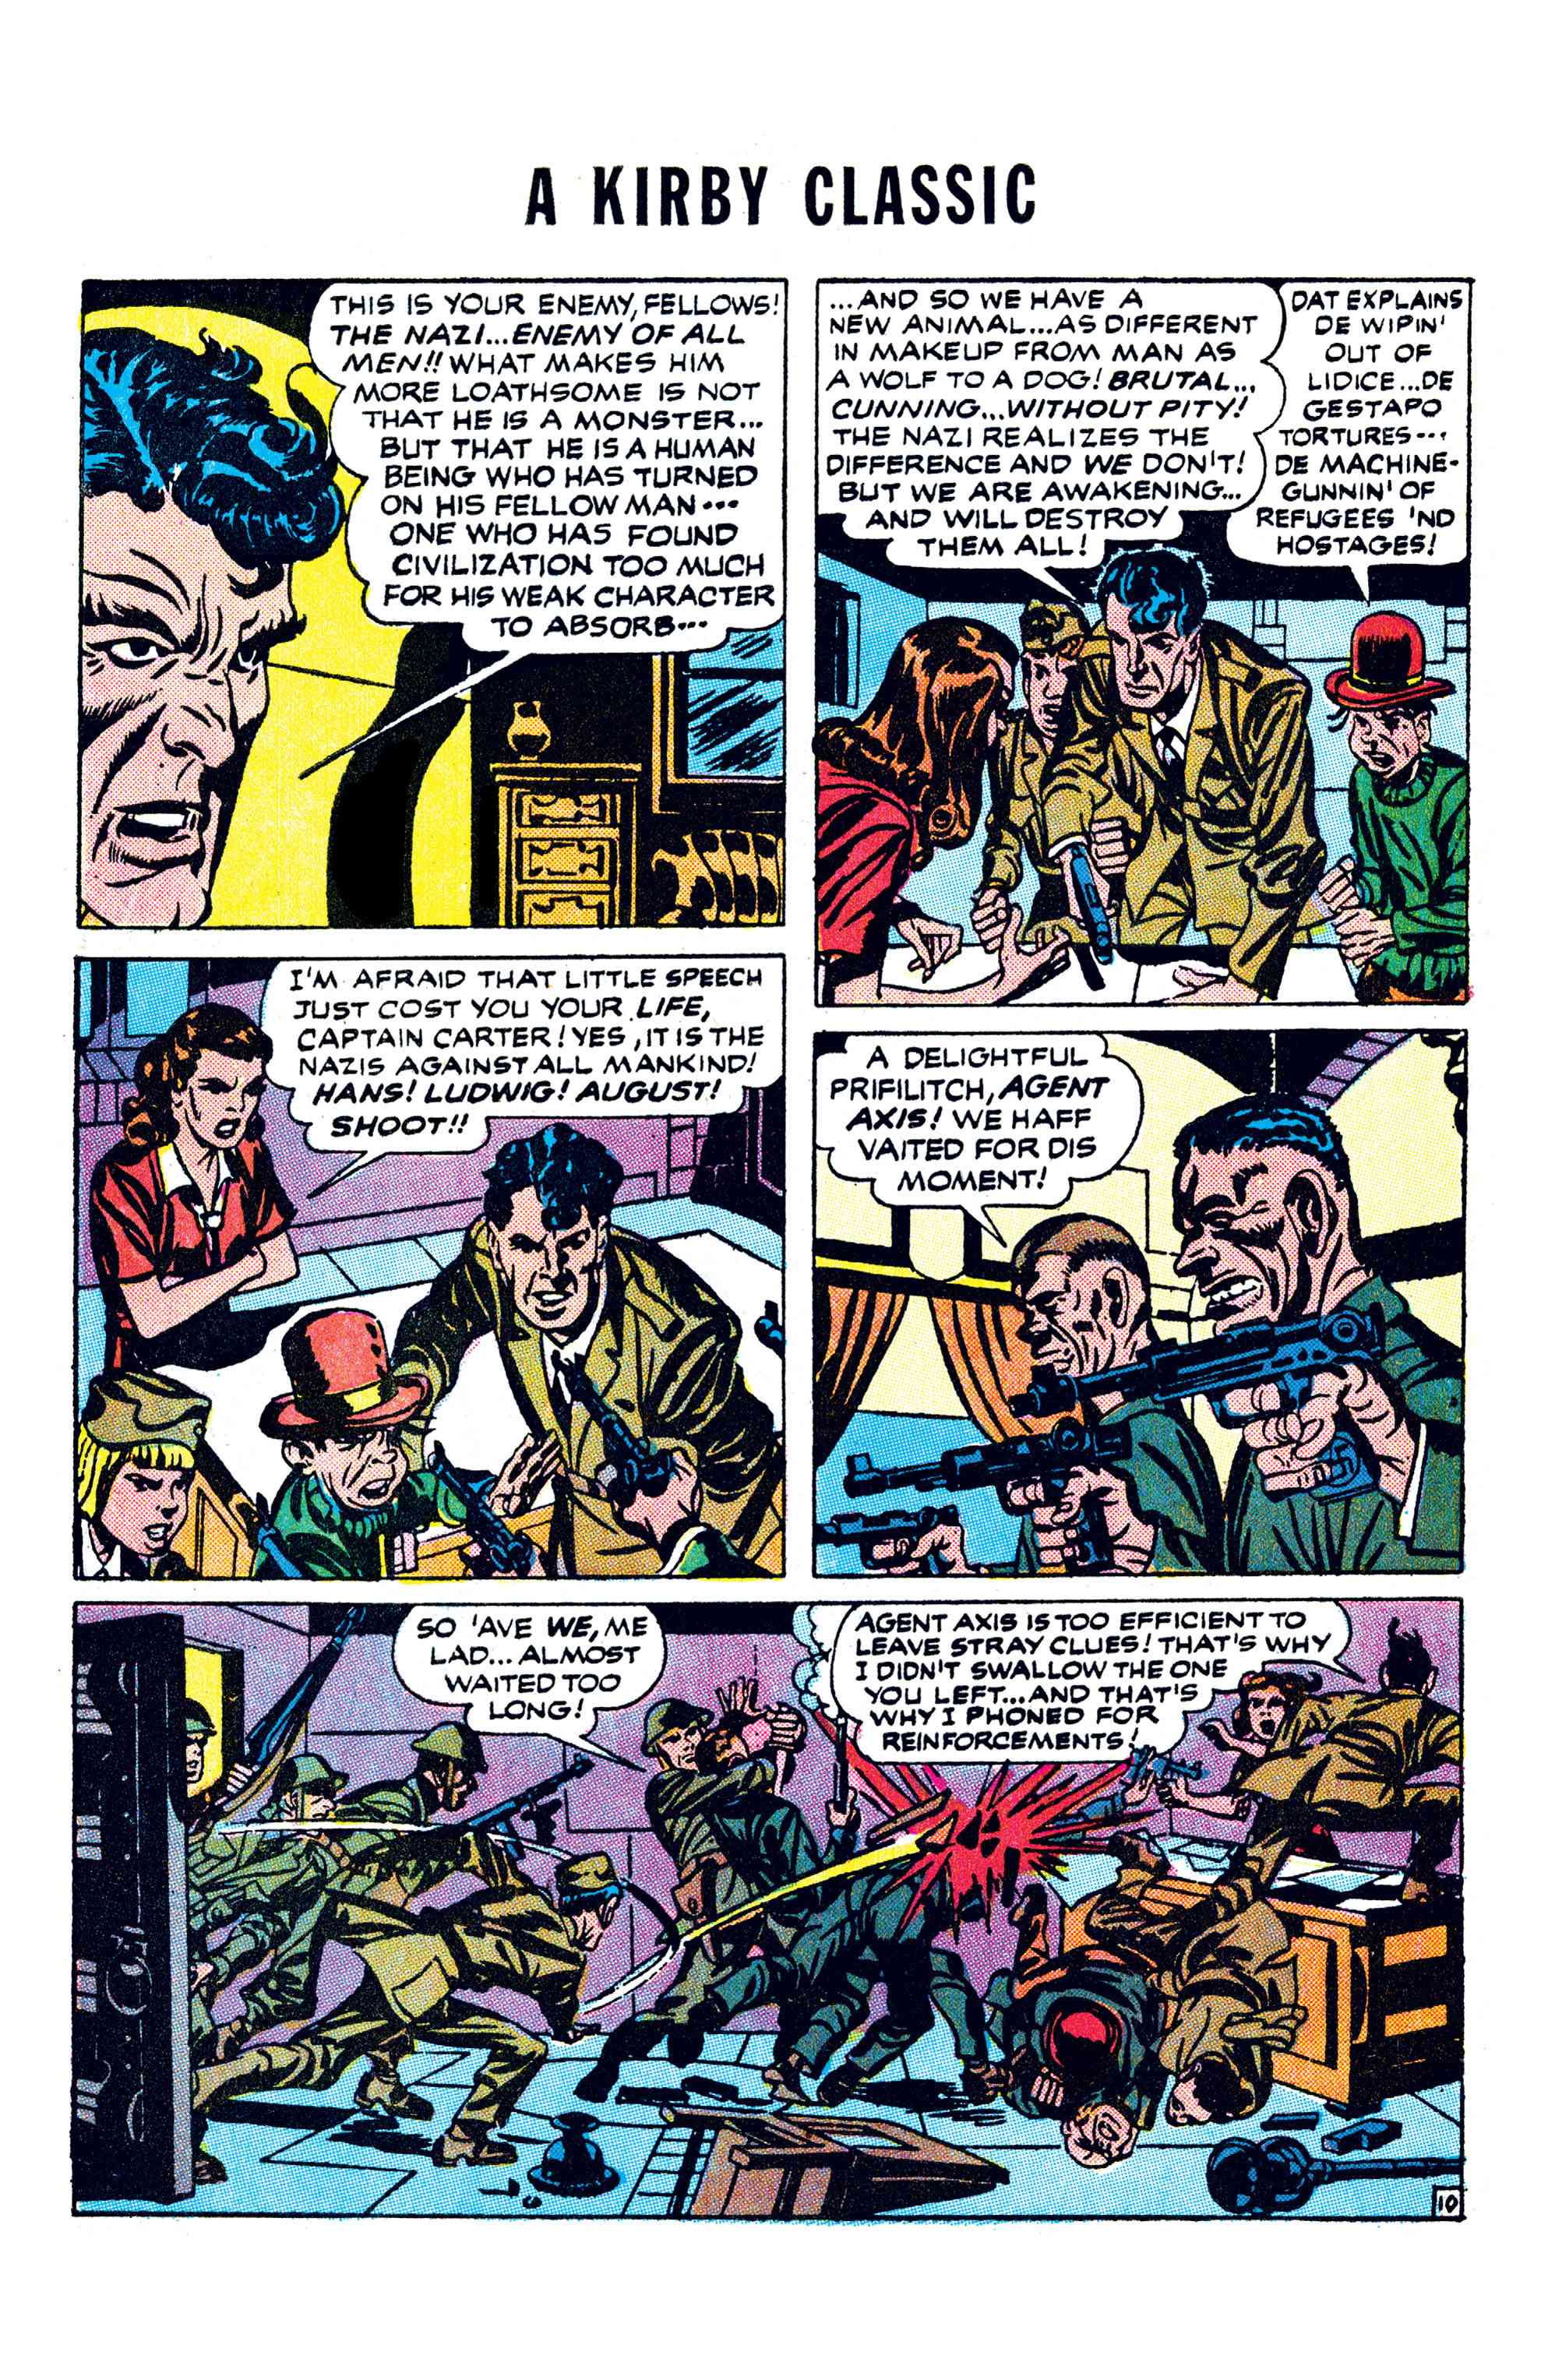 A KIRBY CLASSIC
THIS IS YOUR ENEMY, FELLOWS!
THE NAZI...ENEMY OF ALL
MEN!! WHAT MAKES HIM
MORE LOATHSOME IS NOT
THAT HE IS A MONSTER...
BUT THAT HE IS A HUMAN
BEING WHO HAS TURNED
ON HIS FELLOW MAN...
ONE WHO HAS FOUND
CIVILIZATION TOO MUCH
FOR HIS WEAK CHARACTER
TO ABSORB...
...AND SO WE HAVE A
NEW ANIMAL...AS DIFFERENT
IN MAKEUP FROM MAN AS
A WOLF TO A DOG! BRUTAL...
CUNNING...WITHOUT PITY!
THE NAZI REALIZES THE
DIFFERENCE AND WE DON'T!
BUT WE ARE AWAKENING...
AND WILL DESTROY
THEM ALL!
DAT EXPLAINS
DE WIPIN'
OUT OF
LIDICE...DE
GESTAPO
TORTURES...
DE MACHINE-
GUNNIN' OF
REFUGEES 'ND
HOSTAGES!
I'M AFRAID THAT LITTLE SPEECH
JUST COST YOU YOUR LIFE,
CAPTAIN CARTER! YES, IT IS THE
NAZIS AGAINST ALL MANKIND!
HANS! LUDWIG! AUGUST!
SHOOT!!
A DELIGHTFUL
PRIFILITCH, AGENT
AXIS! WE HAFF
VAITED FOR DIS
MOMENT!
SO 'AVE WE, ME
LAD... ALMOST
WAITED TOO
LONG!
AGENT AXIS IS TOO EFFICIENT TO
LEAVE STRAY CLUES! THAT'S WHY
I DIDN'T SWALLOW THE ONE
YOU LEFT...AND THAT'S
WHY I PHONED FOR
REINFORCEMENTS!
10